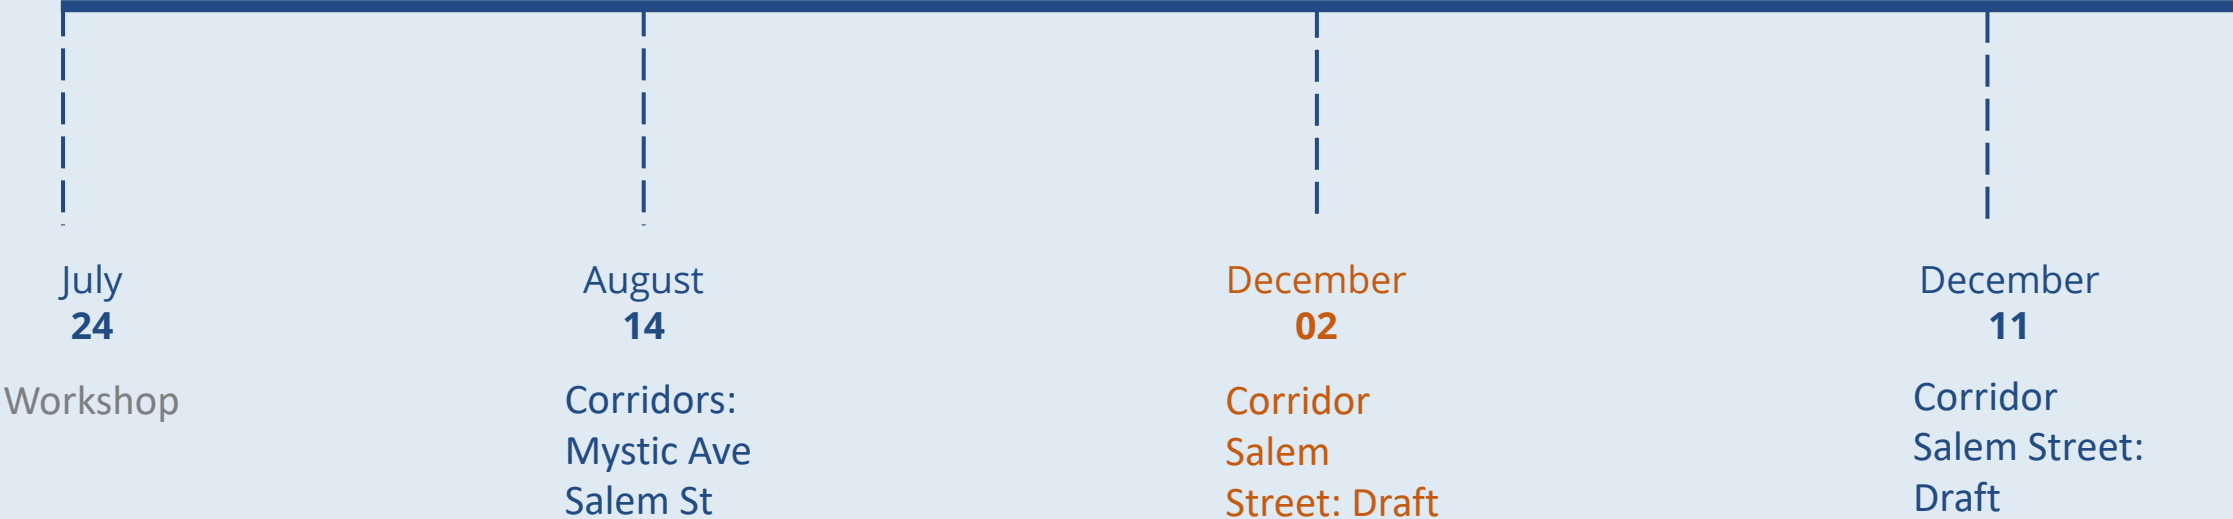 July
24
Workshop
August
14
Corridors:
Mystic Ave
Salem St
December
02
Corridor
Salem
Street: Draft
December
11
Corridor
Salem Street:
Draft